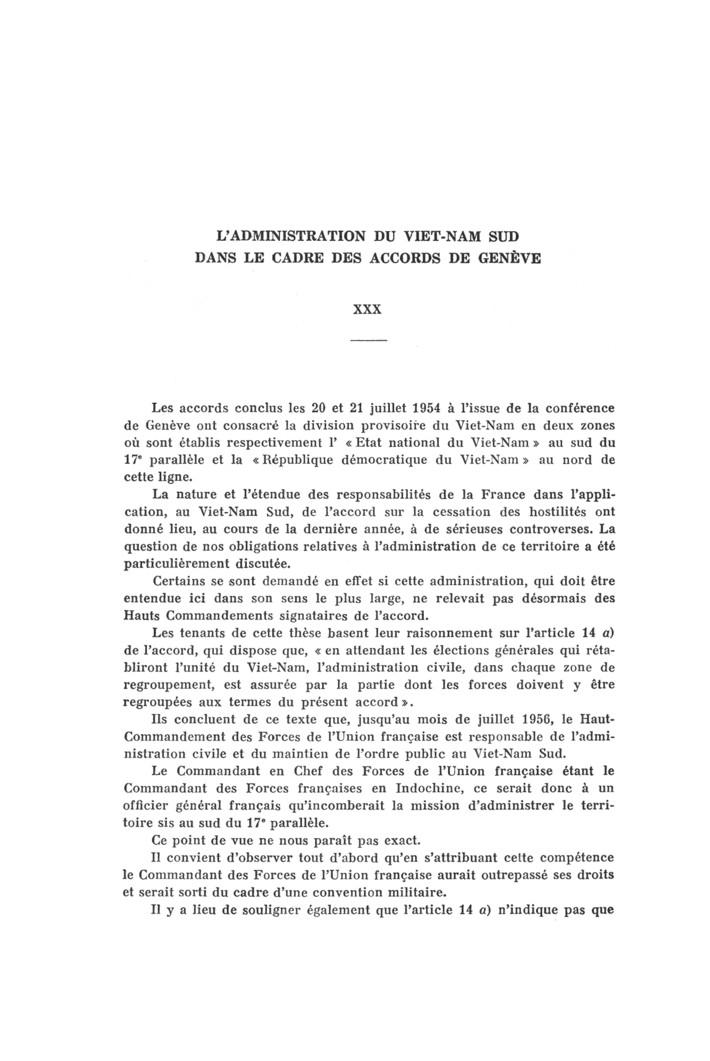 L'ADMINISTRATION DU VIET-NAM SUD
DANS LE CADRE DES ACCORDS DE GENÈVE
XXX
Les accords conclus les 20 et 21 juillet 1954 à l'issue de la conférence
de Genève ont consacré la division provisoire du Viet-Nam en deux zones
où sont établis respectivement l' « Etat national du Viet-Nam » au sud du
17e parallèle et la « République démocratique du Viet-Nam » au nord de
cette ligne.
La nature et l'étendue des responsabilités de la France dans l'appli-
cation, au Viet-Nam Sud, de l'accord sur la cessation des hostilités ont
donné lieu, au cours de la dernière année, à de sérieuses controverses. La
question de nos obligations relatives à l'administration de ce territoire a été
particulièrement discutée.
Certains se sont demandé en effet si cette administration, qui doit être
entendue ici dans son sens le plus large, ne relevait pas désormais des
Hauts Commandements signataires de l'accord.
Les tenants de cette thèse basent leur raisonnement sur l'article 14 a)
de l'accord, qui dispose que, « en attendant les élections générales qui réta-
bliront l'unité du Viet-Nam, l'administration civile, dans chaque zone de
regroupement, est assurée par la partie dont les forces doivent y être
regroupées aux termes du présent accord ».
Ils concluent de ce texte que, jusqu'au mois de juillet 1956, le Haut-
Commandement des Forces de l'Union française est responsable de l'admi-
nistration civile et du maintien de l'ordre public au Viet-Nam Sud.
Le Commandant en Chef des Forces de l'Union française étant le
Commandant des Forces françaises en Indochine, ce serait donc à un
officier général français qu'incomberait la mission d'administrer le terri-
toire sis au sud du 17e parallèle.
Ce point de vue ne nous paraît pas exact.
Il convient d'observer tout d'abord qu'en s'attribuant cette compétence
le Commandant des Forces de l'Union française aurait outrepassé ses droits
et serait sorti du cadre d'une convention militaire.
Il y a lieu de souligner également que l'article 14 a) n'indique pas que